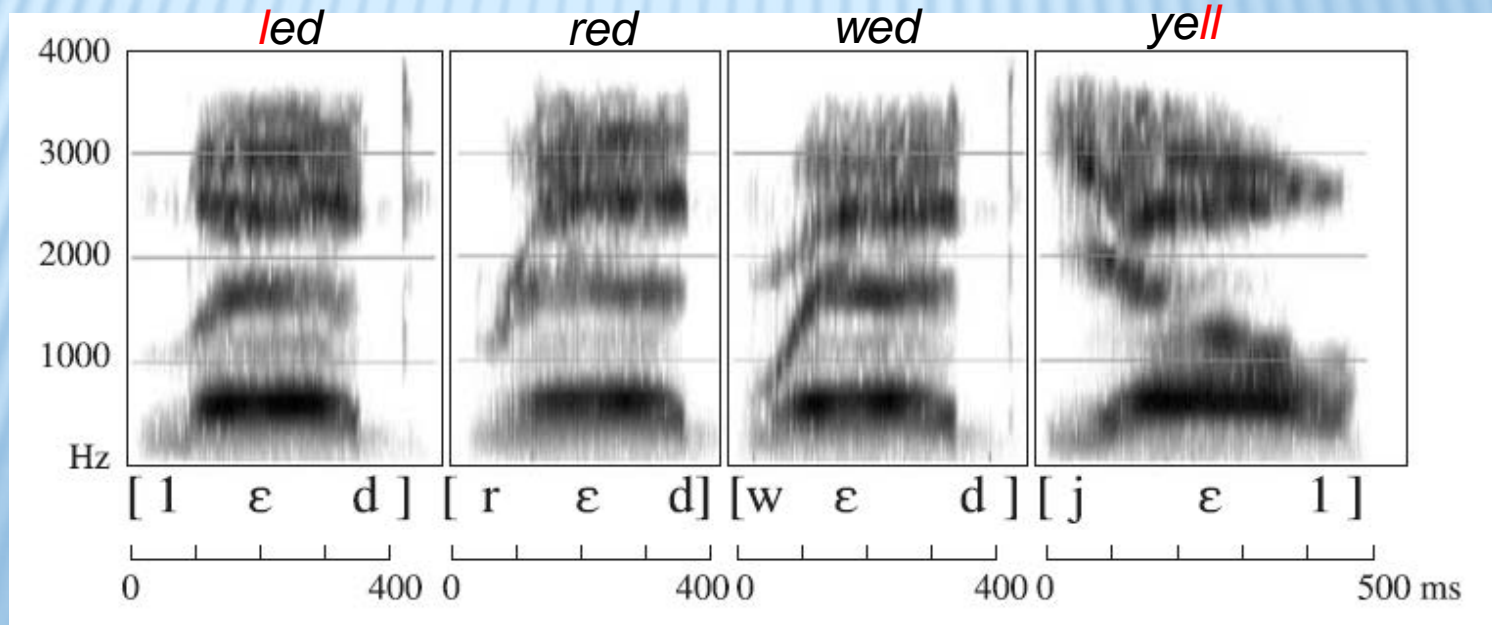 led red wed yell
4000
3000
2000
1000
Hz
[ l ɛ d ] [ r ɛ d] [w ɛ d ] [ j ɛ l ]
0 400 0 400 0 400 0 500 ms